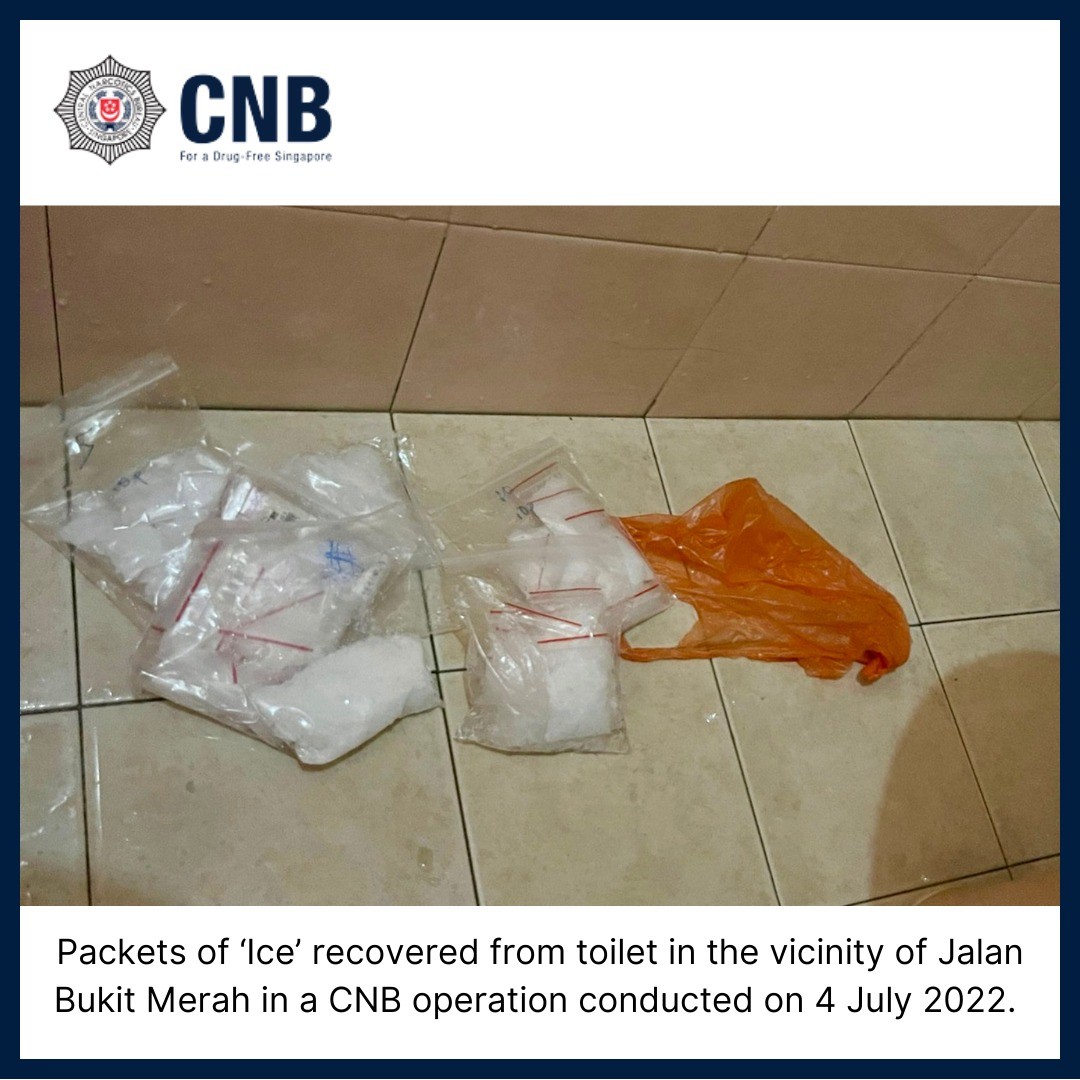 CENTRAL NARCOTICS BUREAU
SINGAPORE
CNB
For a Drug-Free Singapore
Packets of ‘Ice’ recovered from toilet in the vicinity of Jalan
Bukit Merah in a CNB operation conducted on 4 July 2022.